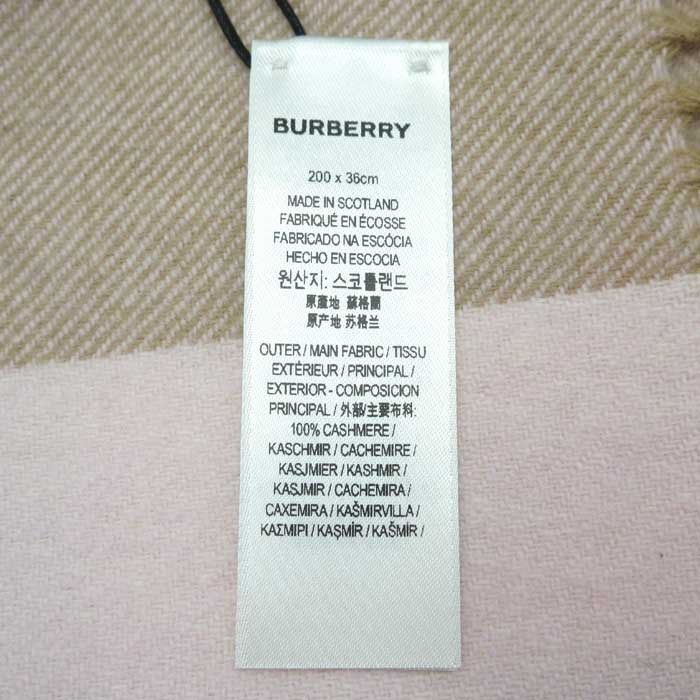 BURBERRY
200 x 36cm
MADE IN SCOTLAND
FABRIQUÉ EN ÉCOSSE
FABRICADO NA ESCÓCIA
HECHO EN ESCOCIA
원산지: 스코틀랜드
原產地 蘇格蘭
原产地 苏格兰
OUTER / MAIN FABRIC / TISSU
EXTÉRIEUR / PRINCIPAL /
EXTERIOR - COMPOSICION
PRINCIPAL / 外部/主要布料:
100% CASHMERE /
KASCHMIR / CACHEMIRE /
KASJMIER / KASHMIR /
KASJMIR / CACHEMIRA /
CAXEMIRA / KAŠMIRVILLA /
ΚΑΣΜΙΡΙ / KAŞMİR / KAŠMÍR /